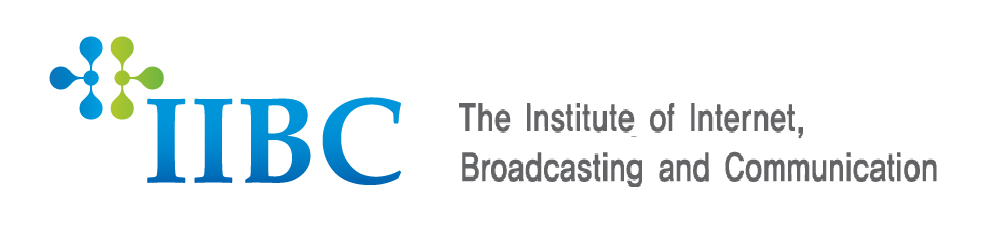 IIBC
The Institute of Internet,
Broadcasting and Communication